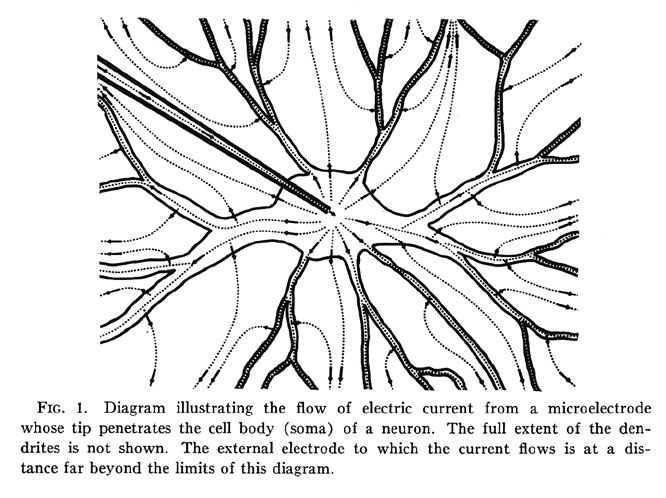 FIG. 1. Diagram illustrating the flow of electric current from a microelectrode
whose tip penetrates the cell body (soma) of a neuron. The full extent of the den-
drites is not shown. The external electrode to which the current flows is at a dis-
tance far beyond the limits of this diagram.